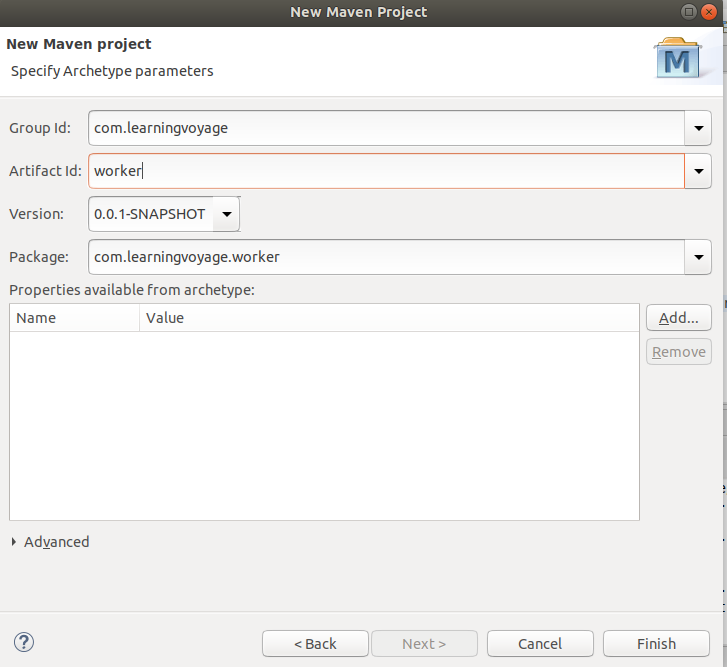 New Maven Project
New Maven project
Specify Archetype parameters
M
Group Id: com.learningvoyage
Artifact Id: worker
Version: 0.0.1-SNAPSHOT
Package: com.learningvoyage.worker
Properties available from archetype:
Name Value
Add...
Remove
Advanced
? < Back Next > Cancel Finish